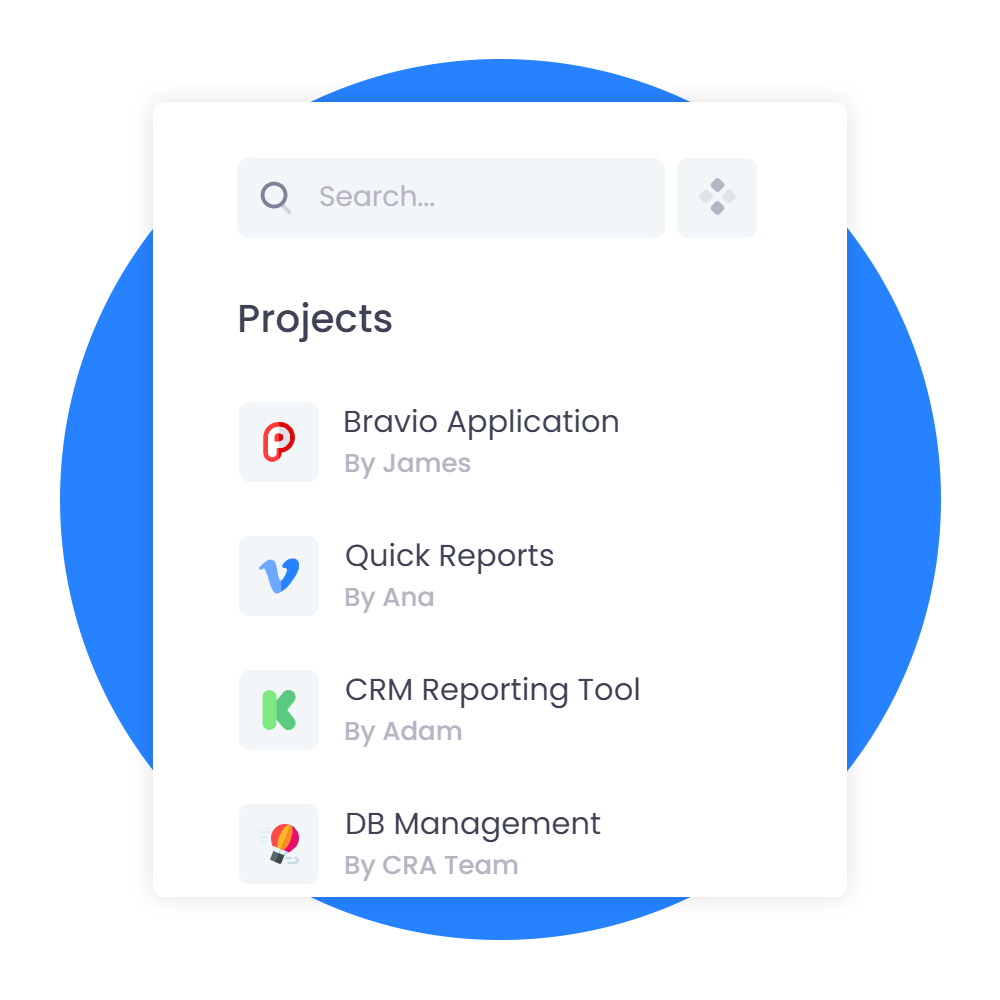 Search...
Projects
Bravio Application
By James
Quick Reports
By Ana
CRM Reporting Tool
By Adam
DB Management
By CRA Team